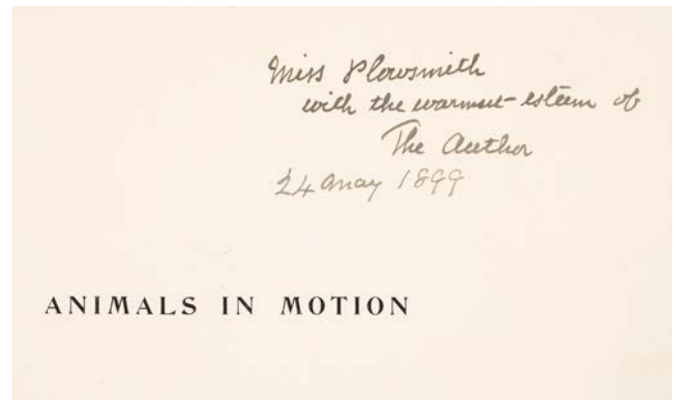 Miss Plowsmith
with the warmest esteem of
The Author
24 May 1899
ANIMALS IN MOTION